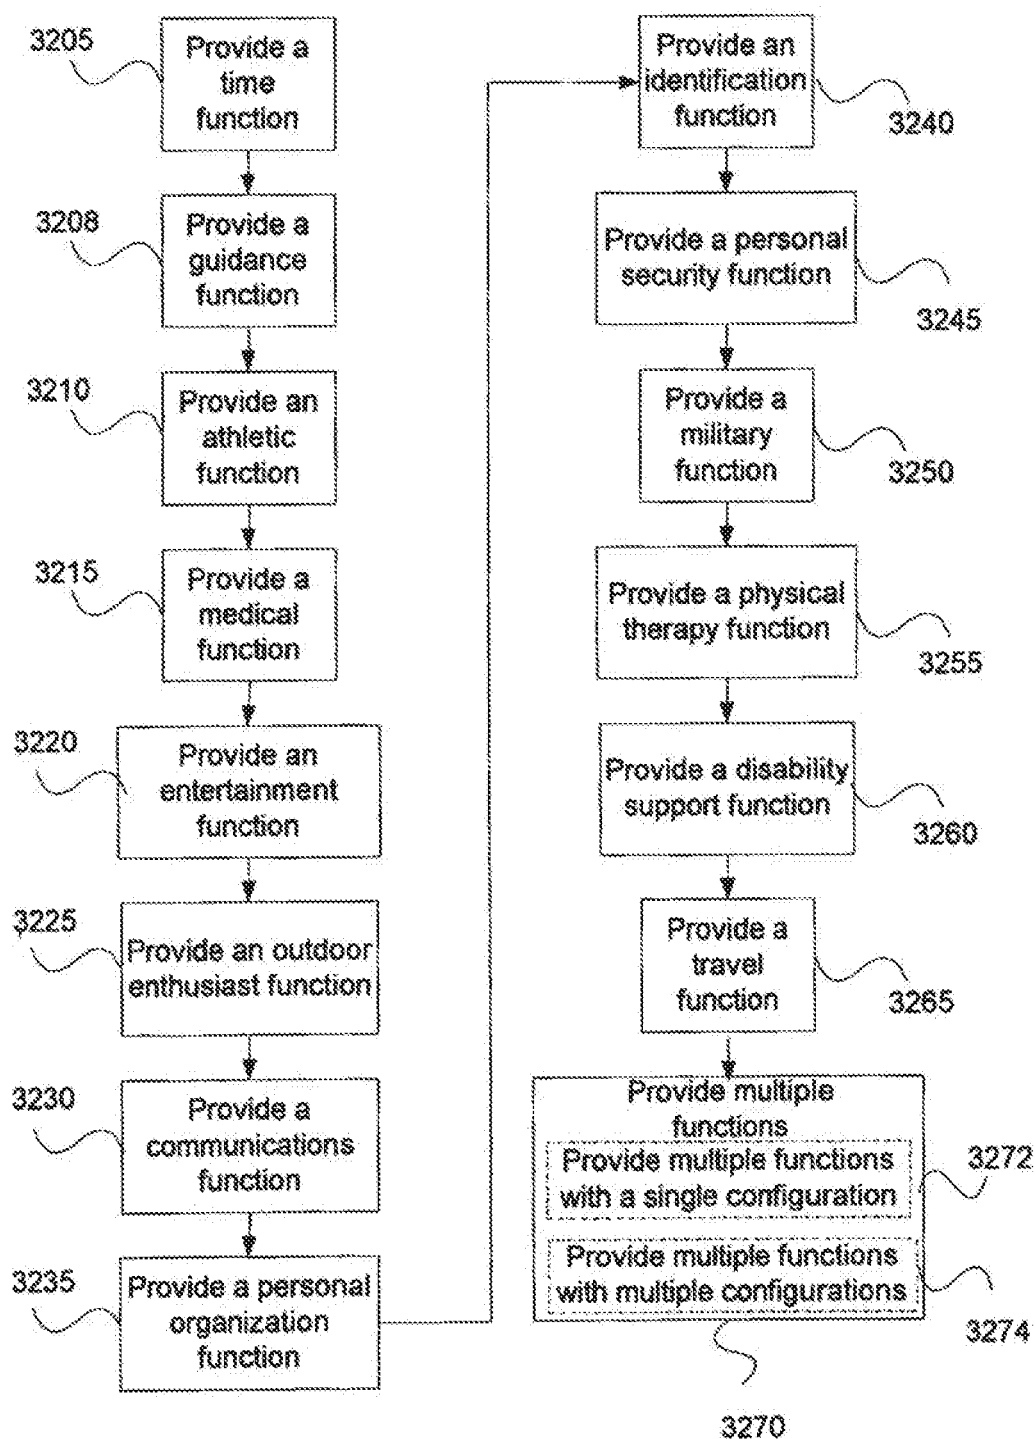 3205
Provide a
time
function
3208
Provide a
guidance
function
3210
Provide an
athletic
function
3215
Provide a
medical
function
3220
Provide an
entertainment
function
3225
Provide an outdoor
enthusiast function
3230
Provide a
communications
function
3235
Provide a personal
organization
function
Provide an
identification
function
3240
Provide a personal
security function
3245
Provide a
military
function
3250
Provide a physical
therapy function
3255
Provide a disability
support function
3260
Provide a
travel
function
3265
Provide multiple
functions
Provide multiple functions
with a single configuration
3272
Provide multiple functions
with multiple configurations
3274
3270